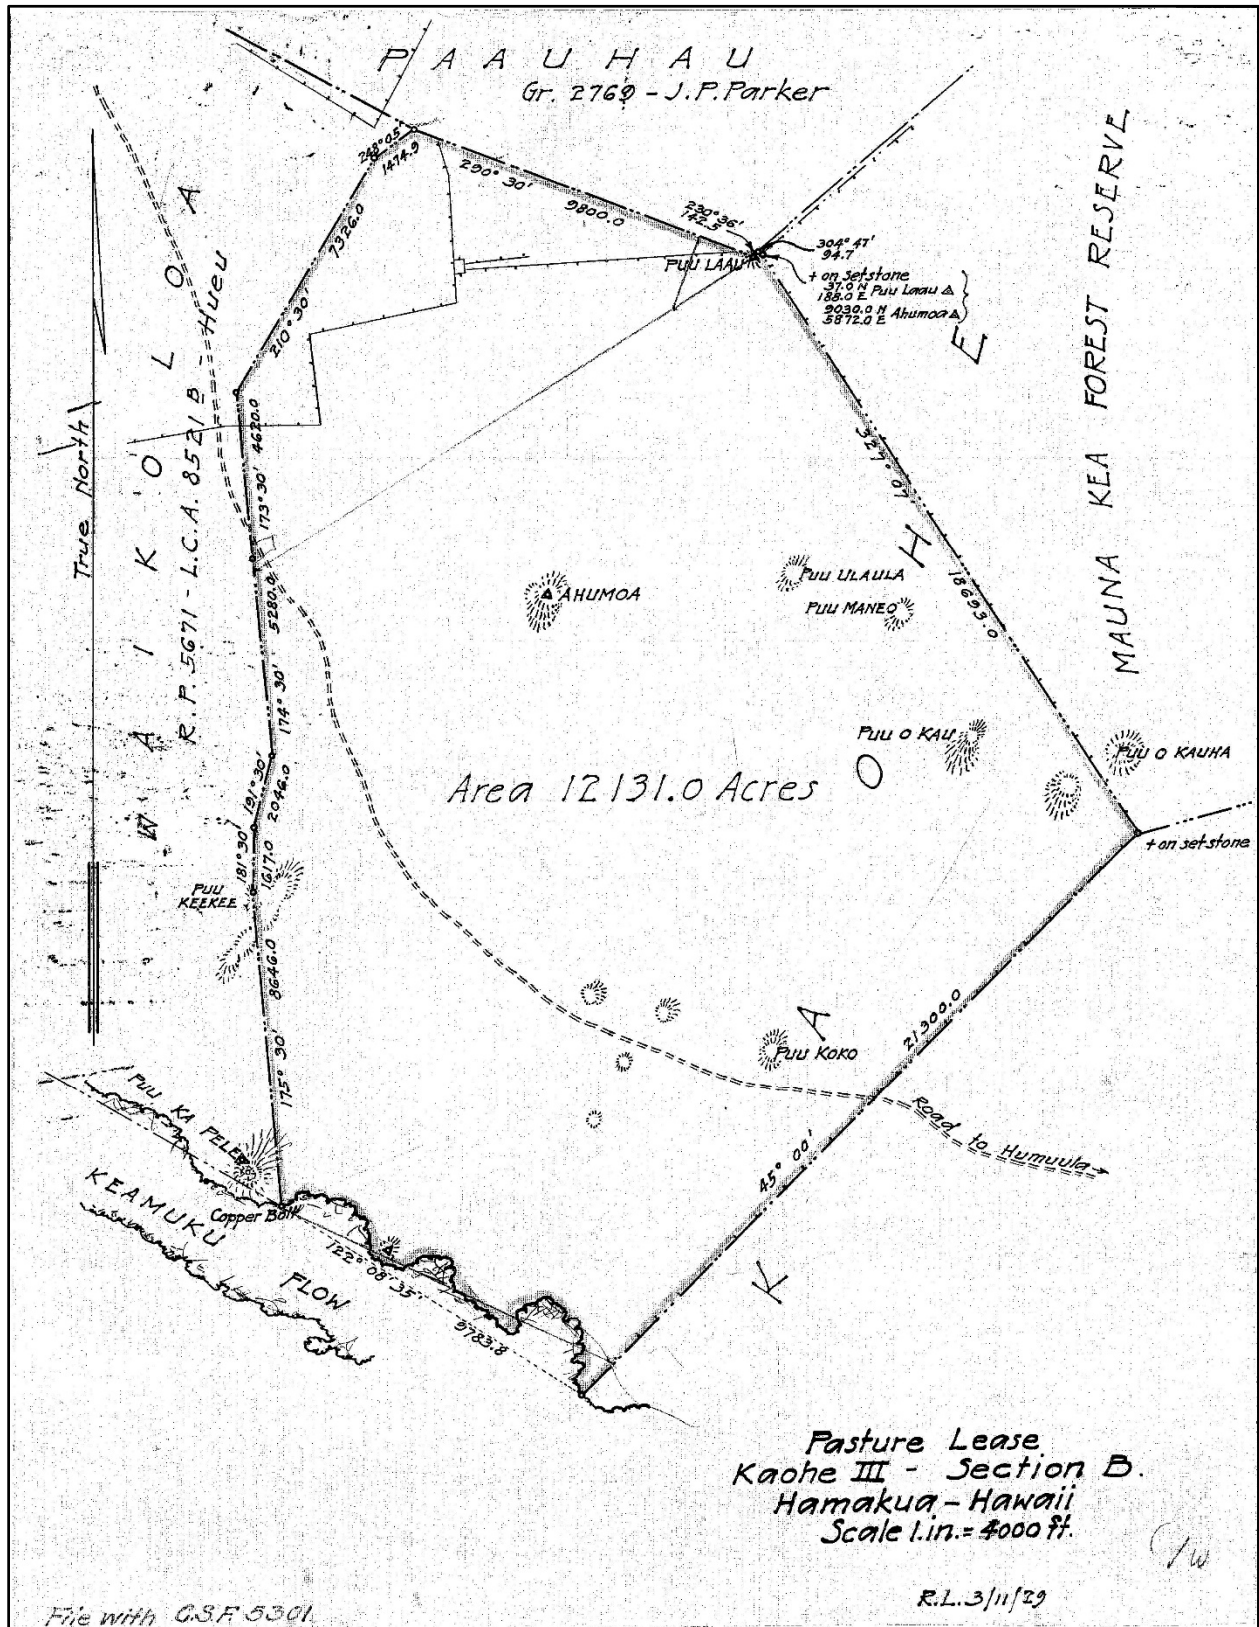 PAAUHAU
Gr. 2769 - J.P. Parker
248° 05'
1474.9
290° 30'
9800.0
230° 36'
142.5
304° 47'
94.7
PUU LAAU
+ on set stone
37.0 N
188.0 E Puu Laau △
9030.0 N
5872.0 E Ahumoa △
MAUNA KEA FOREST RESERVE
True North
WAIKOLOA
R.P. 5671 - L.C.A. 8521 B - Hueu
210° 30'
7326.0
173° 30' 4620.0
327° 07'
18693.0
KAOHE
AHUMOA
PUU ULAULA
PUU MANEO
174° 30' 5280.0
PUU O KAU
PUU O KAUHA
Area 12131.0 Acres
191° 30'
2046.0
181° 30'
1617.0
+ on set stone
PUU
KEEKEE
175° 30' 8646.0
PUU KOKO
45° 00'
21300.0
Road to Humuula
PUU KA PELE
KEAMUKU
FLOW
Copper Bolt
122° 08' 35"
9783.8
Pasture Lease
Kaohe III - Section B.
Hamakua - Hawaii
Scale 1.in. = 4000 ft.
R.L. 3/11/29
File with C.S.F. 5301.